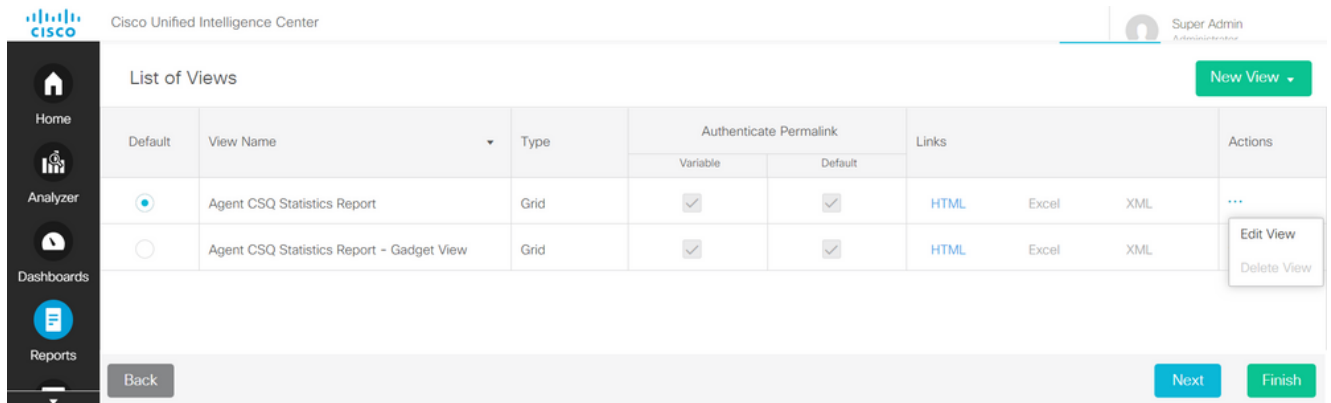 CISCO
Cisco Unified Intelligence Center
Super Admin
Administrator
List of Views
New View
Home
Analyzer
Dashboards
Reports
Default
View Name
Type
Authenticate Permalink
Links
Actions
Variable
Default
Agent CSQ Statistics Report
Grid
HTML
Excel
XML
...
Agent CSQ Statistics Report - Gadget View
Grid
HTML
Excel
XML
Edit View
Delete View
Back
Next
Finish